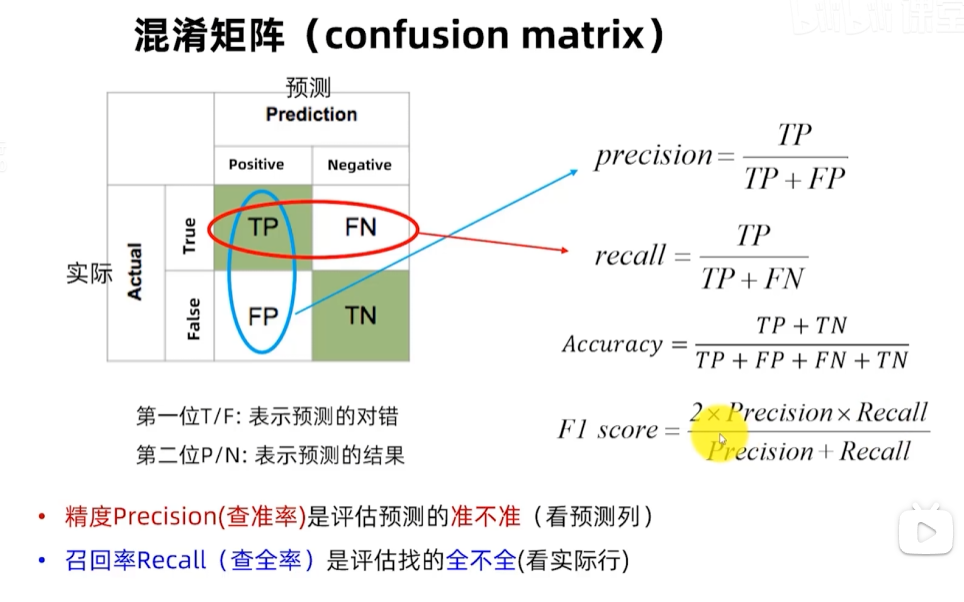 混淆矩阵（confusion matrix）
预测
Prediction
Positive Negative
实际 Actual
True TP FN
False FP TN
precision = TP / (TP + FP)
recall = TP / (TP + FN)
Accuracy = (TP + TN) / (TP + FP + FN + TN)
F1 score = (2 × Precision × Recall) / (Precision + Recall)
第一位T/F: 表示预测的对错
第二位P/N: 表示预测的结果
• 精度Precision(查准率)是评估预测的准不准（看预测列）
• 召回率Recall（查全率）是评估找的全不全(看实际行)
课堂